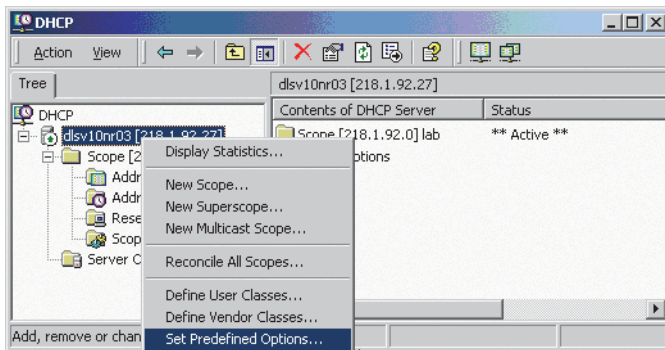 DHCP
Action View
Tree
dlsv10nr03 [218.1.92.27]
DHCP
dlsv10nr03 [218.1.92.27]
Scope [2
Addr
Addr
Rese
Scop
Server O
Contents of DHCP Server Status
Scope [218.1.92.0] lab ** Active **
ptions
Display Statistics...
New Scope...
New Superscope...
New Multicast Scope...
Reconcile All Scopes...
Define User Classes...
Define Vendor Classes...
Set Predefined Options...
Add, remove or chan